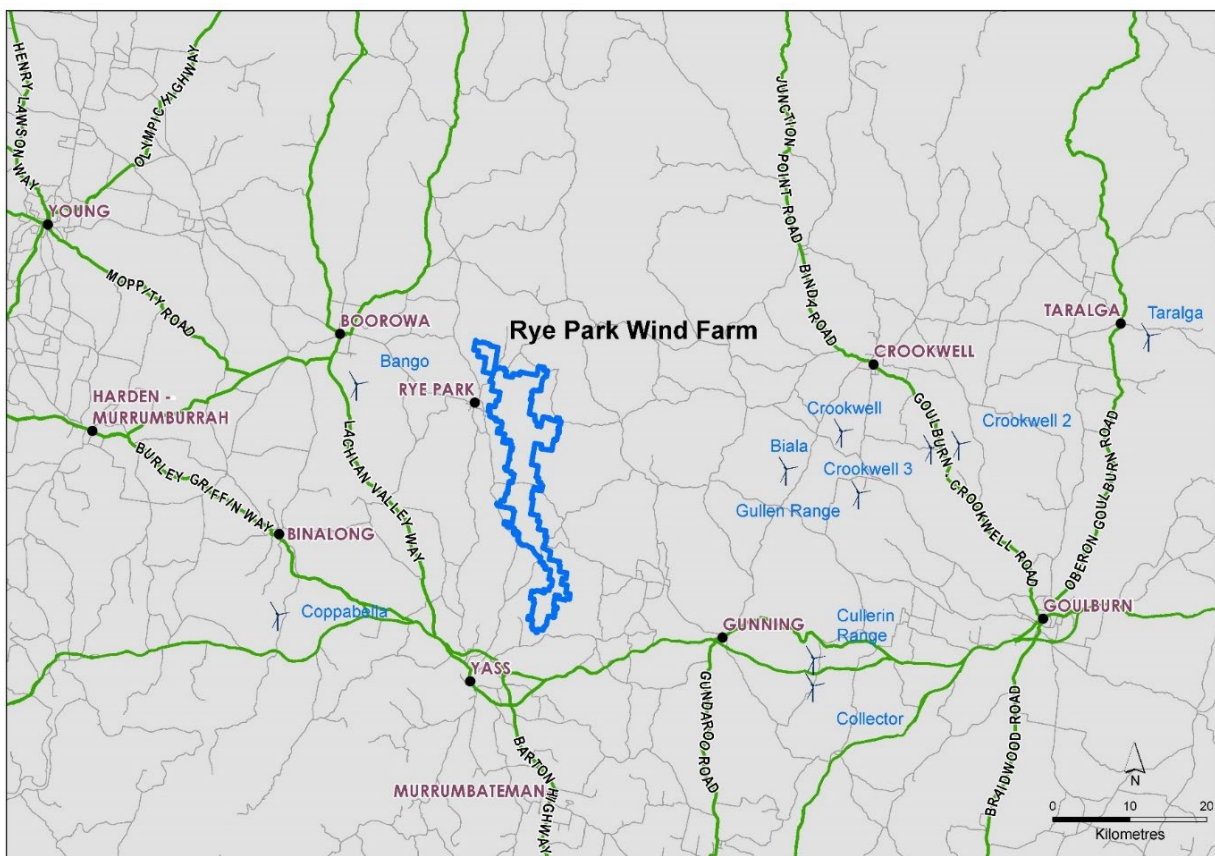 HENRY LAWSON WAY
OLYMPIC HIGHWAY
JUNCTION POINT ROAD
YOUNG
MOPPITY ROAD
BINDA ROAD
TARALGA
Taralga
BOOROWA
Rye Park Wind Farm
CROOKWELL
Bango
RYE PARK
HARDEN -
MURRUMBURRAH
Crookwell
Crookwell 2
GOULBURN CROOKWELL ROAD
OBERON GOULBURN ROAD
Biala
Crookwell 3
BURLEY GRIFFIN WAY
LACHLAN VALLEY WAY
Gullen Range
BINALONG
Coppabella
GUNNING
Cullerin
Range
GOULBURN
YASS
GUNDAROO ROAD
Collector
BRAIDWOOD ROAD
BARTON HIGHWAY
MURRUMBATEMAN
N
0 10 20
Kilometres